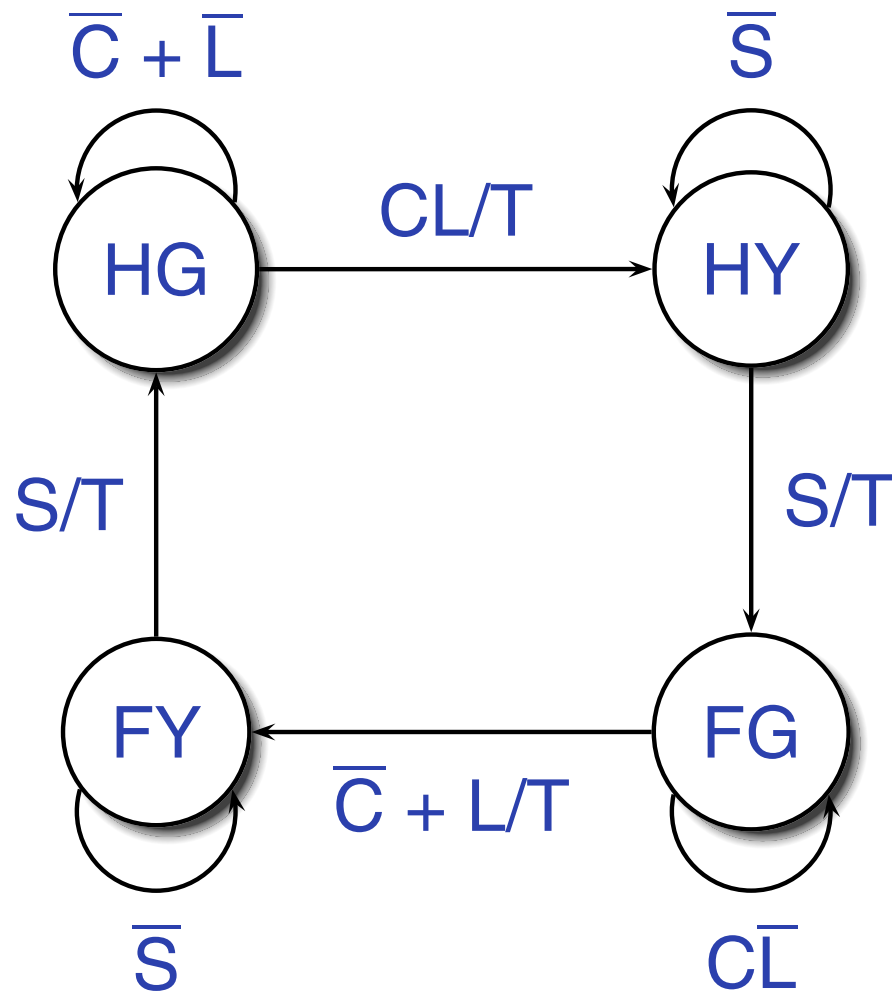 C̅ + L̅
S̅
CL/T
HG
HY
S/T
S/T
FY
FG
C̅ + L/T
S̅
CL̅